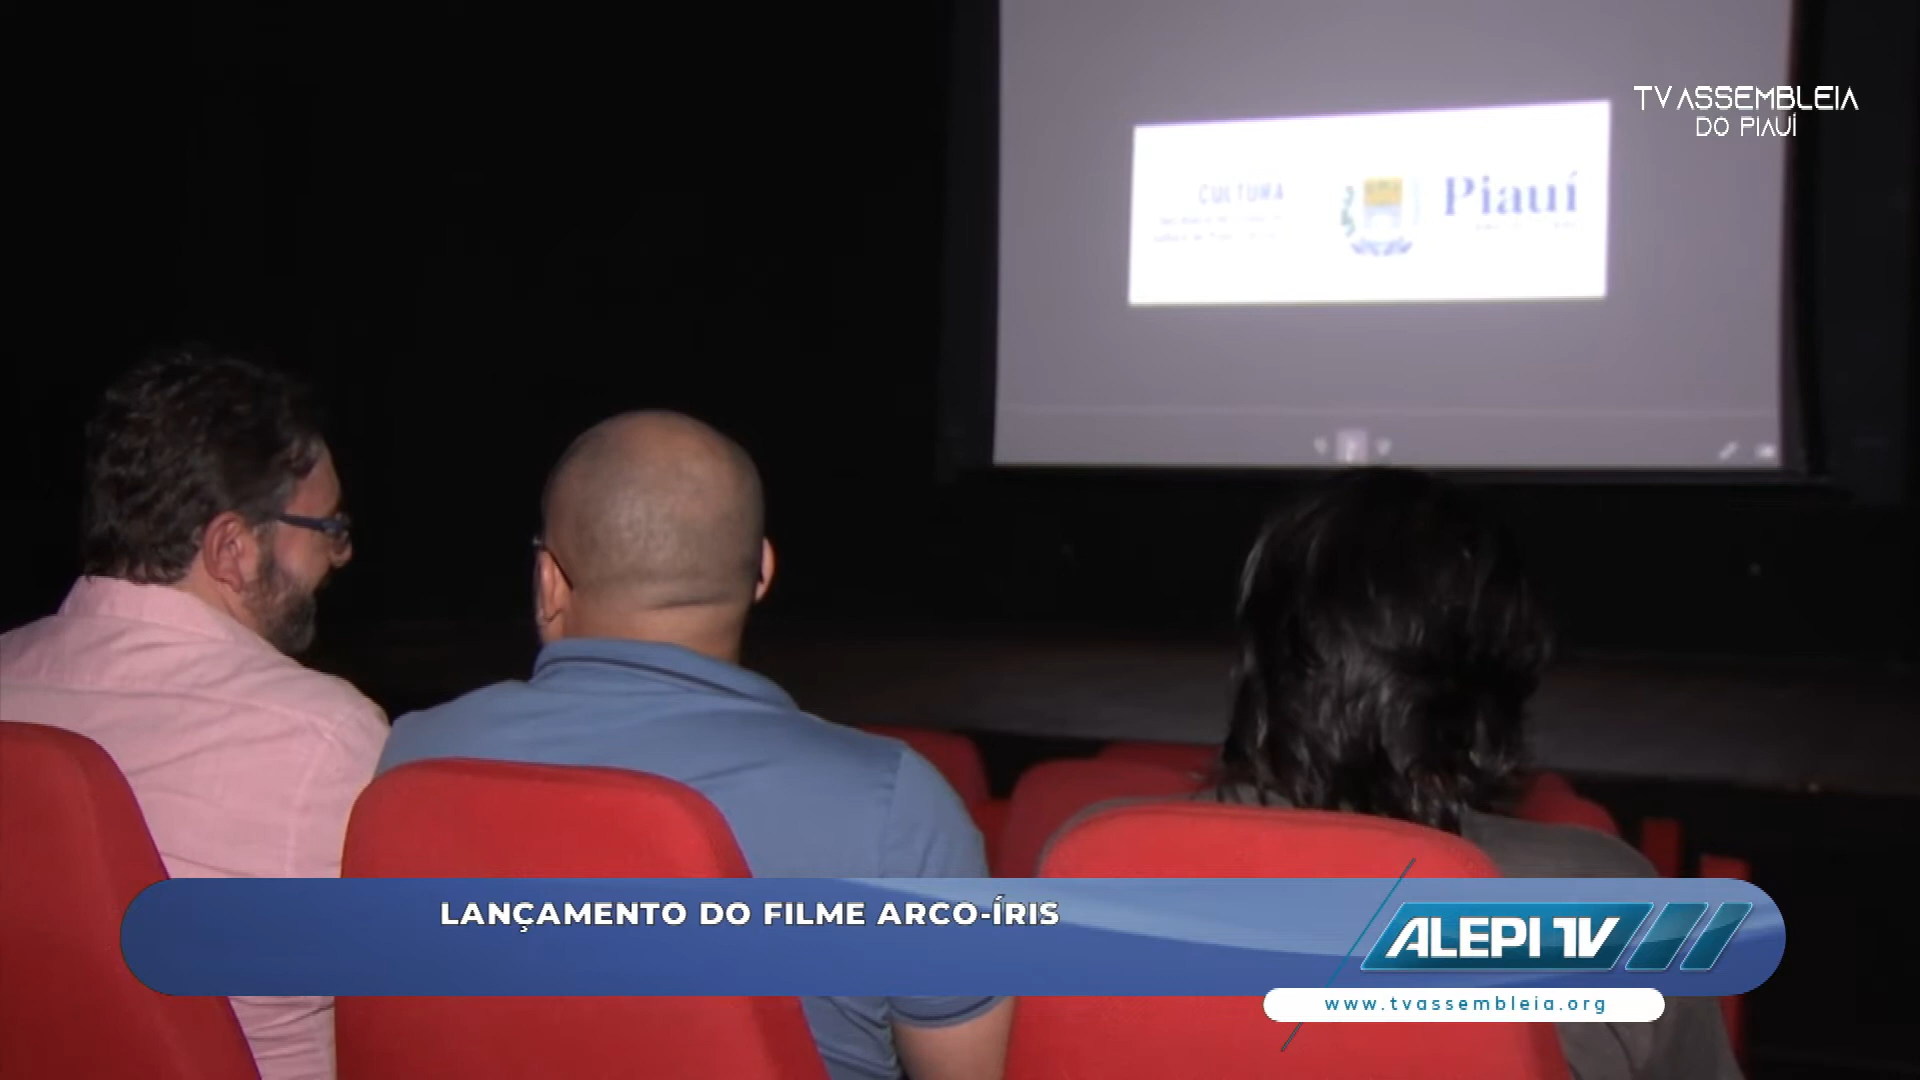 TV ASSEMBLEIA
DO PIAUÍ
CULTURA
Piauí
LANÇAMENTO DO FILME ARCO-ÍRIS
ALEPI TV
www.tvassembleia.org